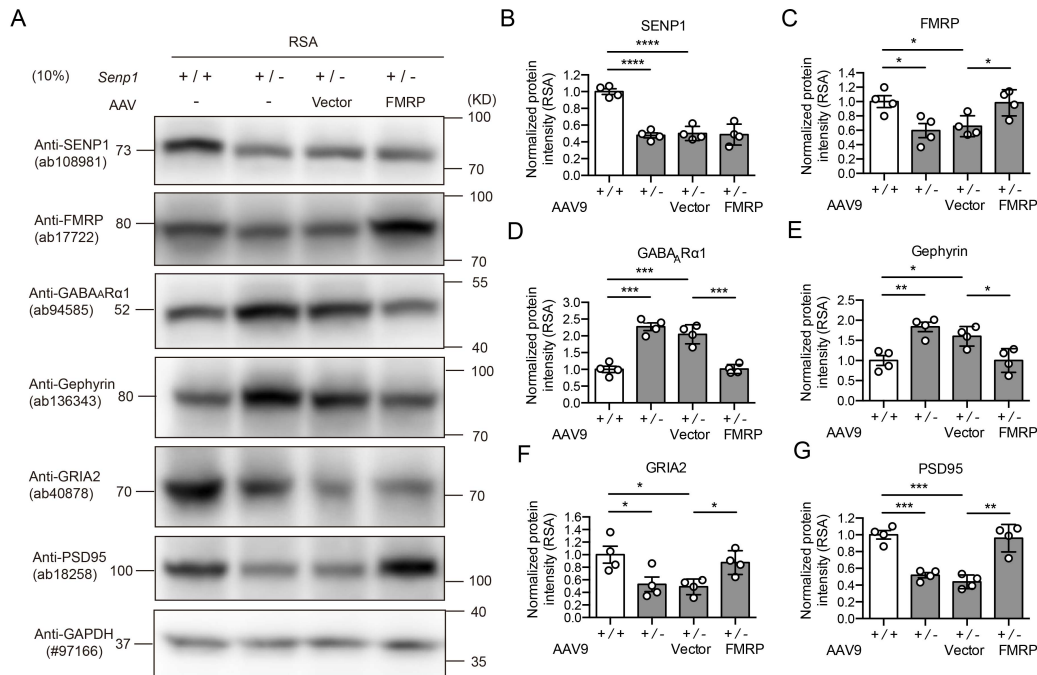 A
RSA
(10%) Senp1 +/+ +/- +/- +/-
AAV - - Vector FMRP (KD)
Anti-SENP1
(ab108981)
73
100
70
Anti-FMRP
(ab17722)
80
100
70
Anti-GABAARα1
(ab94585)
52
55
40
Anti-Gephyrin
(ab136343)
80
100
70
Anti-GRIA2
(ab40878)
70
70
Anti-PSD95
(ab18258)
100
100
Anti-GAPDH
(#97166)
37
40
35
B
SENP1
****
****
Normalized protein
intensity (RSA)
1.2
1.0
0.8
0.6
0.4
0.2
0.0
+/+ +/- +/- +/-
AAV9 Vector FMRP
C
FMRP
*
* *
Normalized protein
intensity (RSA)
1.4
1.2
1.0
0.8
0.6
0.4
0.2
0.0
+/+ +/- +/- +/-
AAV9 Vector FMRP
D
GABAARα1
***
*** ***
Normalized protein
intensity (RSA)
3.0
2.5
2.0
1.5
1.0
0.5
0.0
+/+ +/- +/- +/-
AAV9 Vector FMRP
E
Gephyrin
*
** *
Normalized protein
intensity (RSA)
2.5
2.0
1.5
1.0
0.5
0.0
+/+ +/- +/- +/-
AAV9 Vector FMRP
F
GRIA2
*
* *
Normalized protein
intensity (RSA)
1.6
1.4
1.2
1.0
0.8
0.6
0.4
0.2
0.0
+/+ +/- +/- +/-
AAV9 Vector FMRP
G
PSD95
***
*** **
Normalized protein
intensity (RSA)
1.2
1.0
0.8
0.6
0.4
0.2
0.0
+/+ +/- +/- +/-
AAV9 Vector FMRP